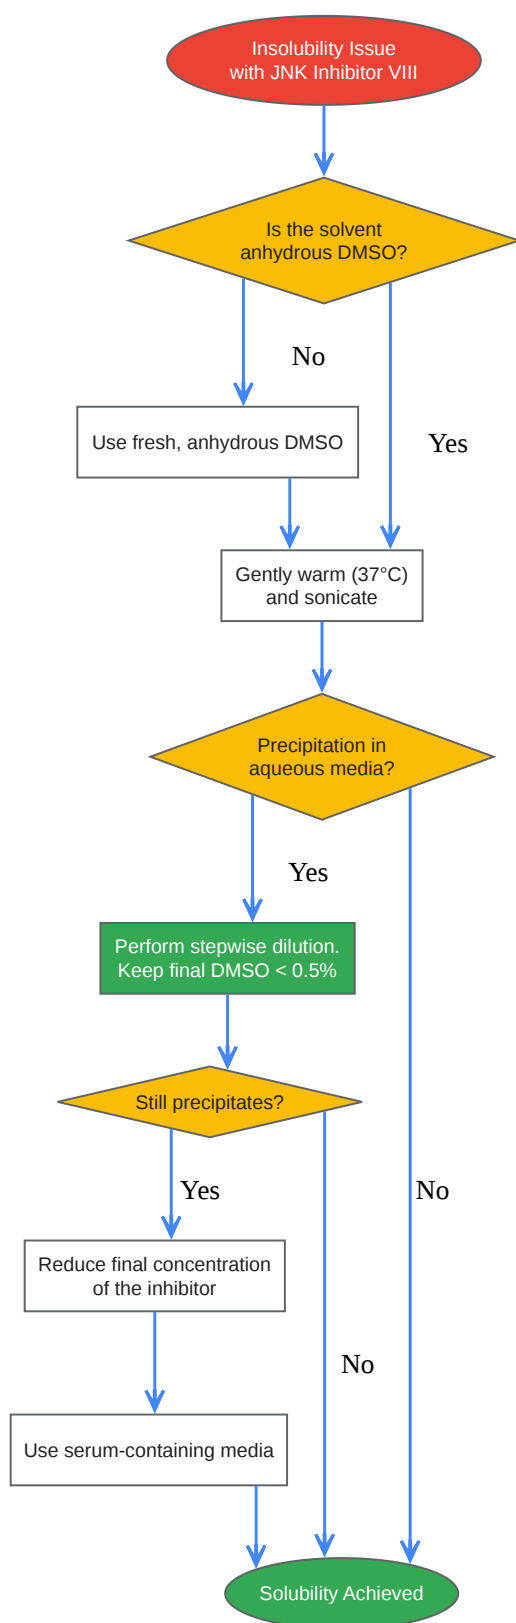 Insolubility Issue
with JNK Inhibitor VIII
Is the solvent
anhydrous DMSO?
No
Use fresh, anhydrous DMSO
Yes
Gently warm (37°C)
and sonicate
Precipitation in
aqueous media?
Yes
Perform stepwise dilution.
Keep final DMSO < 0.5%
Still precipitates?
Yes
No
Reduce final concentration
of the inhibitor
No
Use serum-containing media
Solubility Achieved